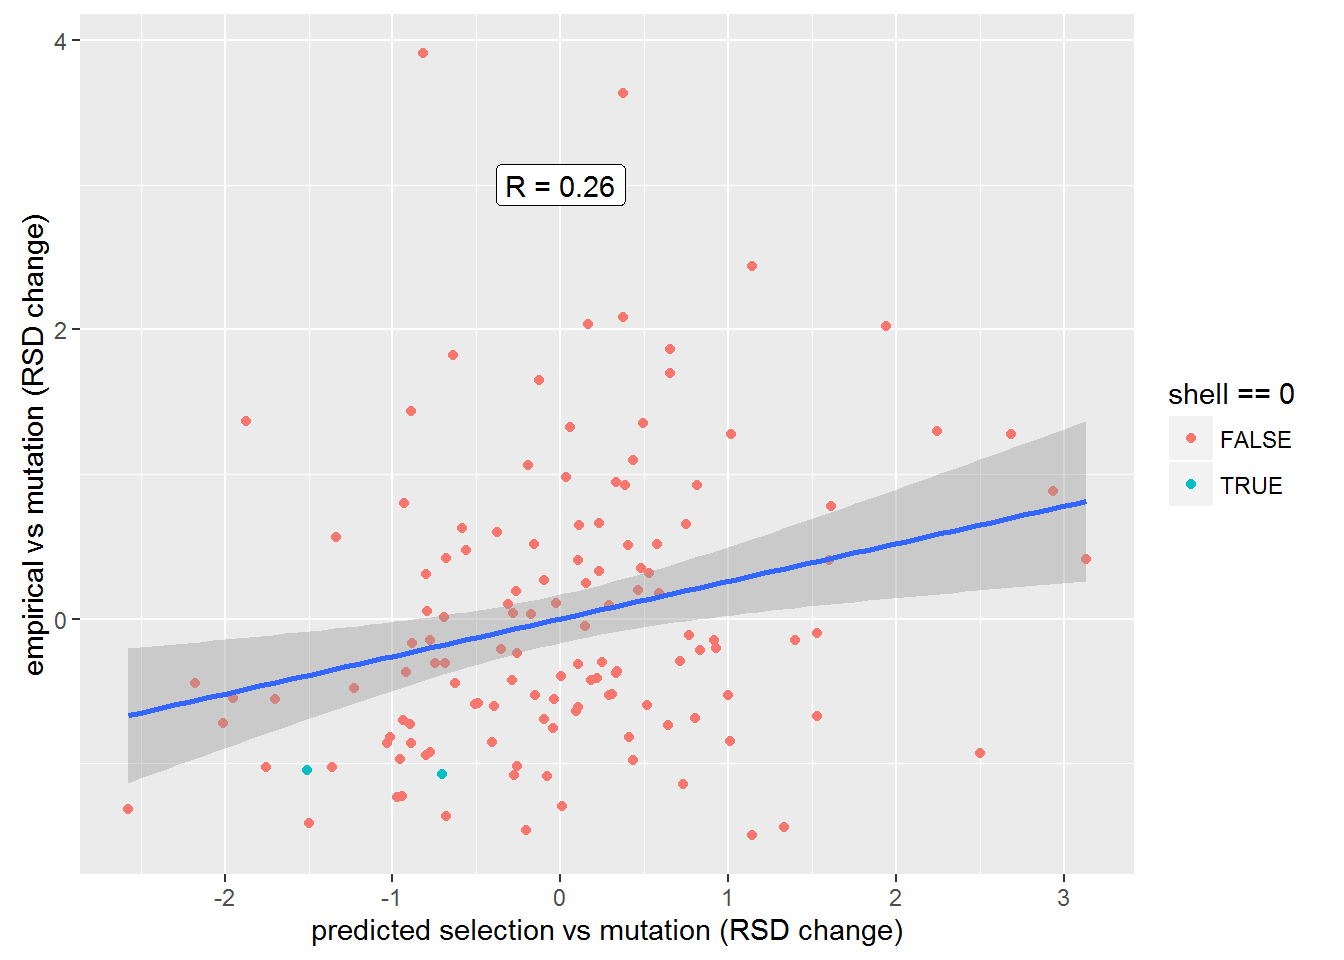 4
R = 0.26
2
0
empirical vs mutation (RSD change)
-2 -1 0 1 2 3
predicted selection vs mutation (RSD change)
shell == 0
FALSE
TRUE